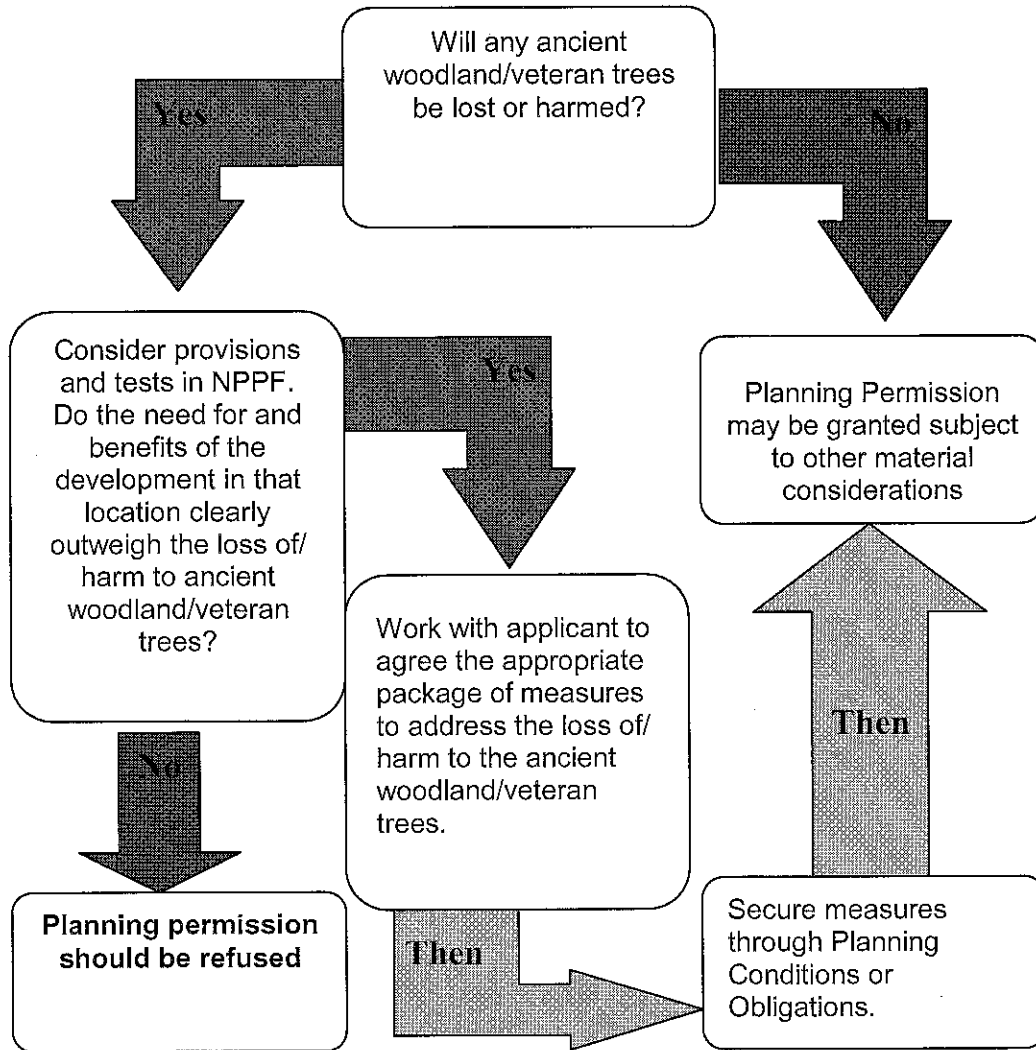 Will any ancient
woodland/veteran trees
be lost or harmed?
Yes
No
Consider provisions
and tests in NPPF.
Do the need for and
benefits of the
development in that
location clearly
outweigh the loss of/
harm to ancient
woodland/veteran
trees?
Yes
Planning Permission
may be granted subject
to other material
considerations
Work with applicant to
agree the appropriate
package of measures
to address the loss of/
harm to the ancient
woodland/veteran
trees.
No
Then
Planning permission
should be refused
Then
Secure measures
through Planning
Conditions or
Obligations.